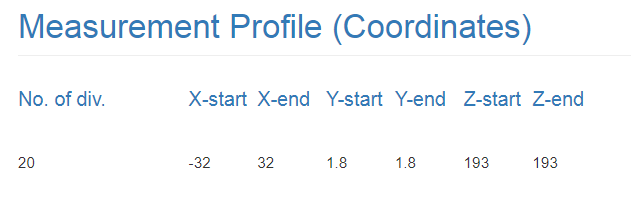 Measurement Profile (Coordinates)
No. of div. X-start X-end Y-start Y-end Z-start Z-end
20 -32 32 1.8 1.8 193 193